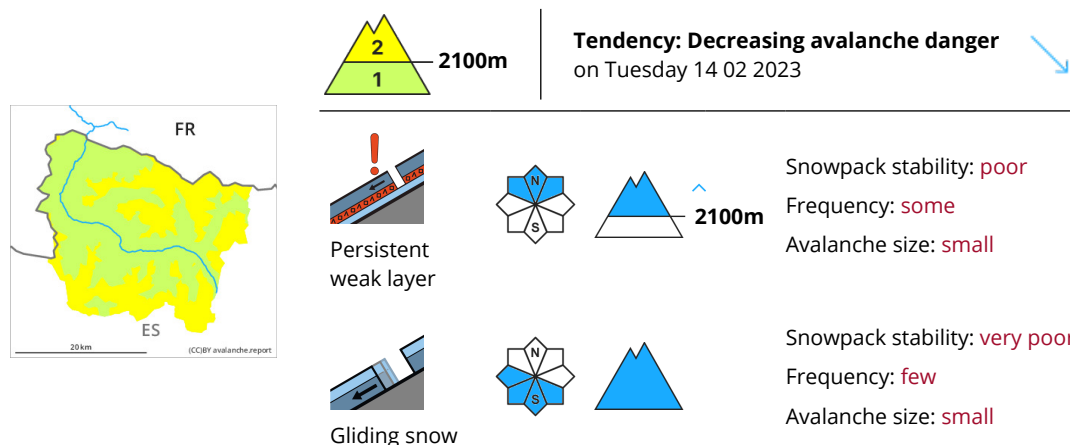 2
1
2100m
Tendency: Decreasing avalanche danger
on Tuesday 14 02 2023
FR
ES
20 km
(CC)BY avalanche.report
Persistent
weak layer
N
S
2100m
Snowpack stability: poor
Frequency: some
Avalanche size: small
Gliding snow
N
S
Snowpack stability: very poor
Frequency: few
Avalanche size: small